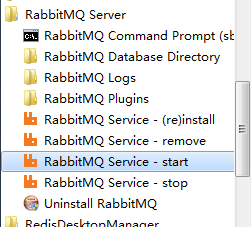 RabbitMQ Server
RabbitMQ Command Prompt (sb
RabbitMQ Database Directory
RabbitMQ Logs
RabbitMQ Plugins
RabbitMQ Service - (re)install
RabbitMQ Service - remove
RabbitMQ Service - start
RabbitMQ Service - stop
Uninstall RabbitMQ
RedisDesktopManager